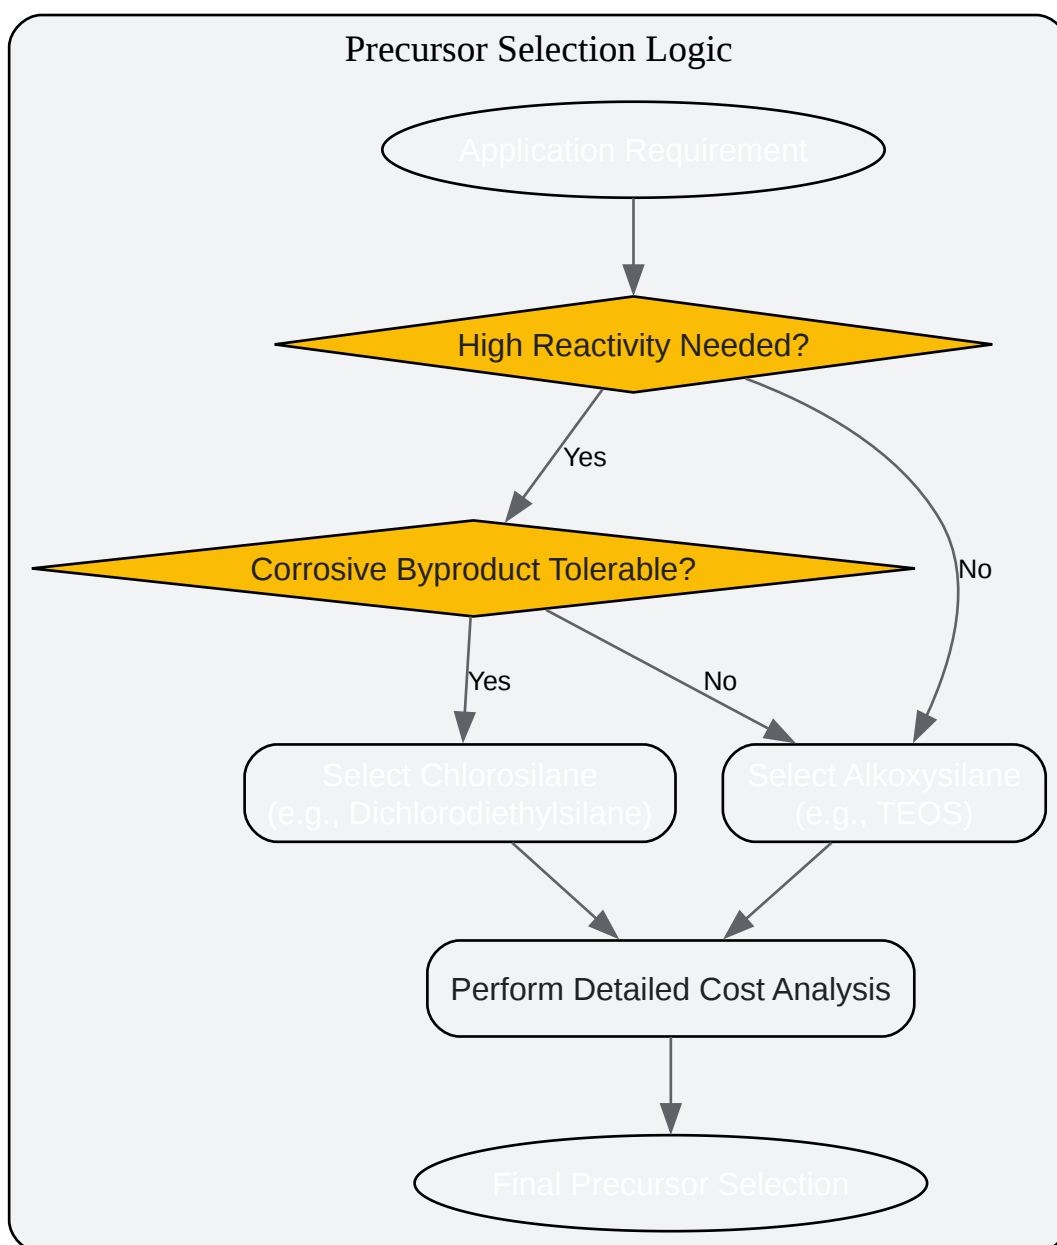 Precursor Selection Logic
Application Requirement
High Reactivity Needed?
Yes
Corrosive Byproduct Tolerable?
No
Yes
No
Select Chlorosilane
(e.g., Dichlorodiethylsilane)
Select Alkoxysilane
(e.g., TEOS)
Perform Detailed Cost Analysis
Final Precursor Selection